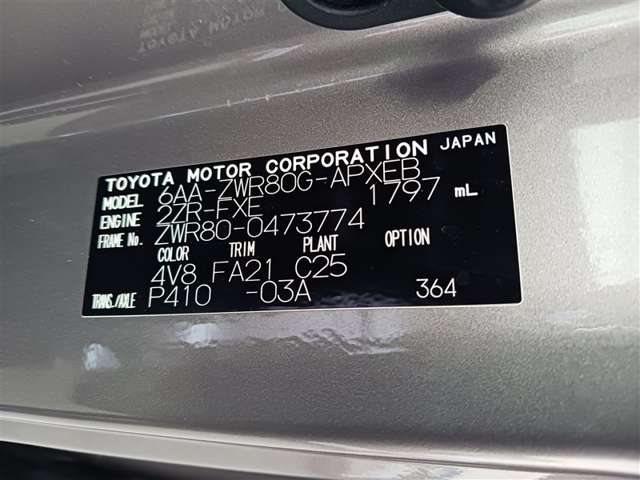 TOYOTA MOTOR CORPORATION JAPAN
MODEL 6AA-ZWR80G-APXEB
ENGINE 2ZR-FXE 1797 mL
FRAME No. ZWR80-0473774
COLOR TRIM PLANT OPTION
4V8 FA21 C25
TRANS./AXLE P410 -03A 364